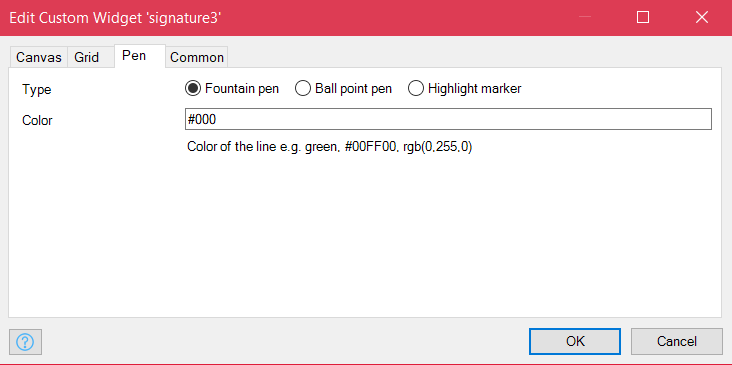 Edit Custom Widget 'signature3'
Canvas Grid Pen Common
Type Fountain pen Ball point pen Highlight marker
Color #000
Color of the line e.g. green, #00FF00, rgb(0,255,0)
? OK Cancel